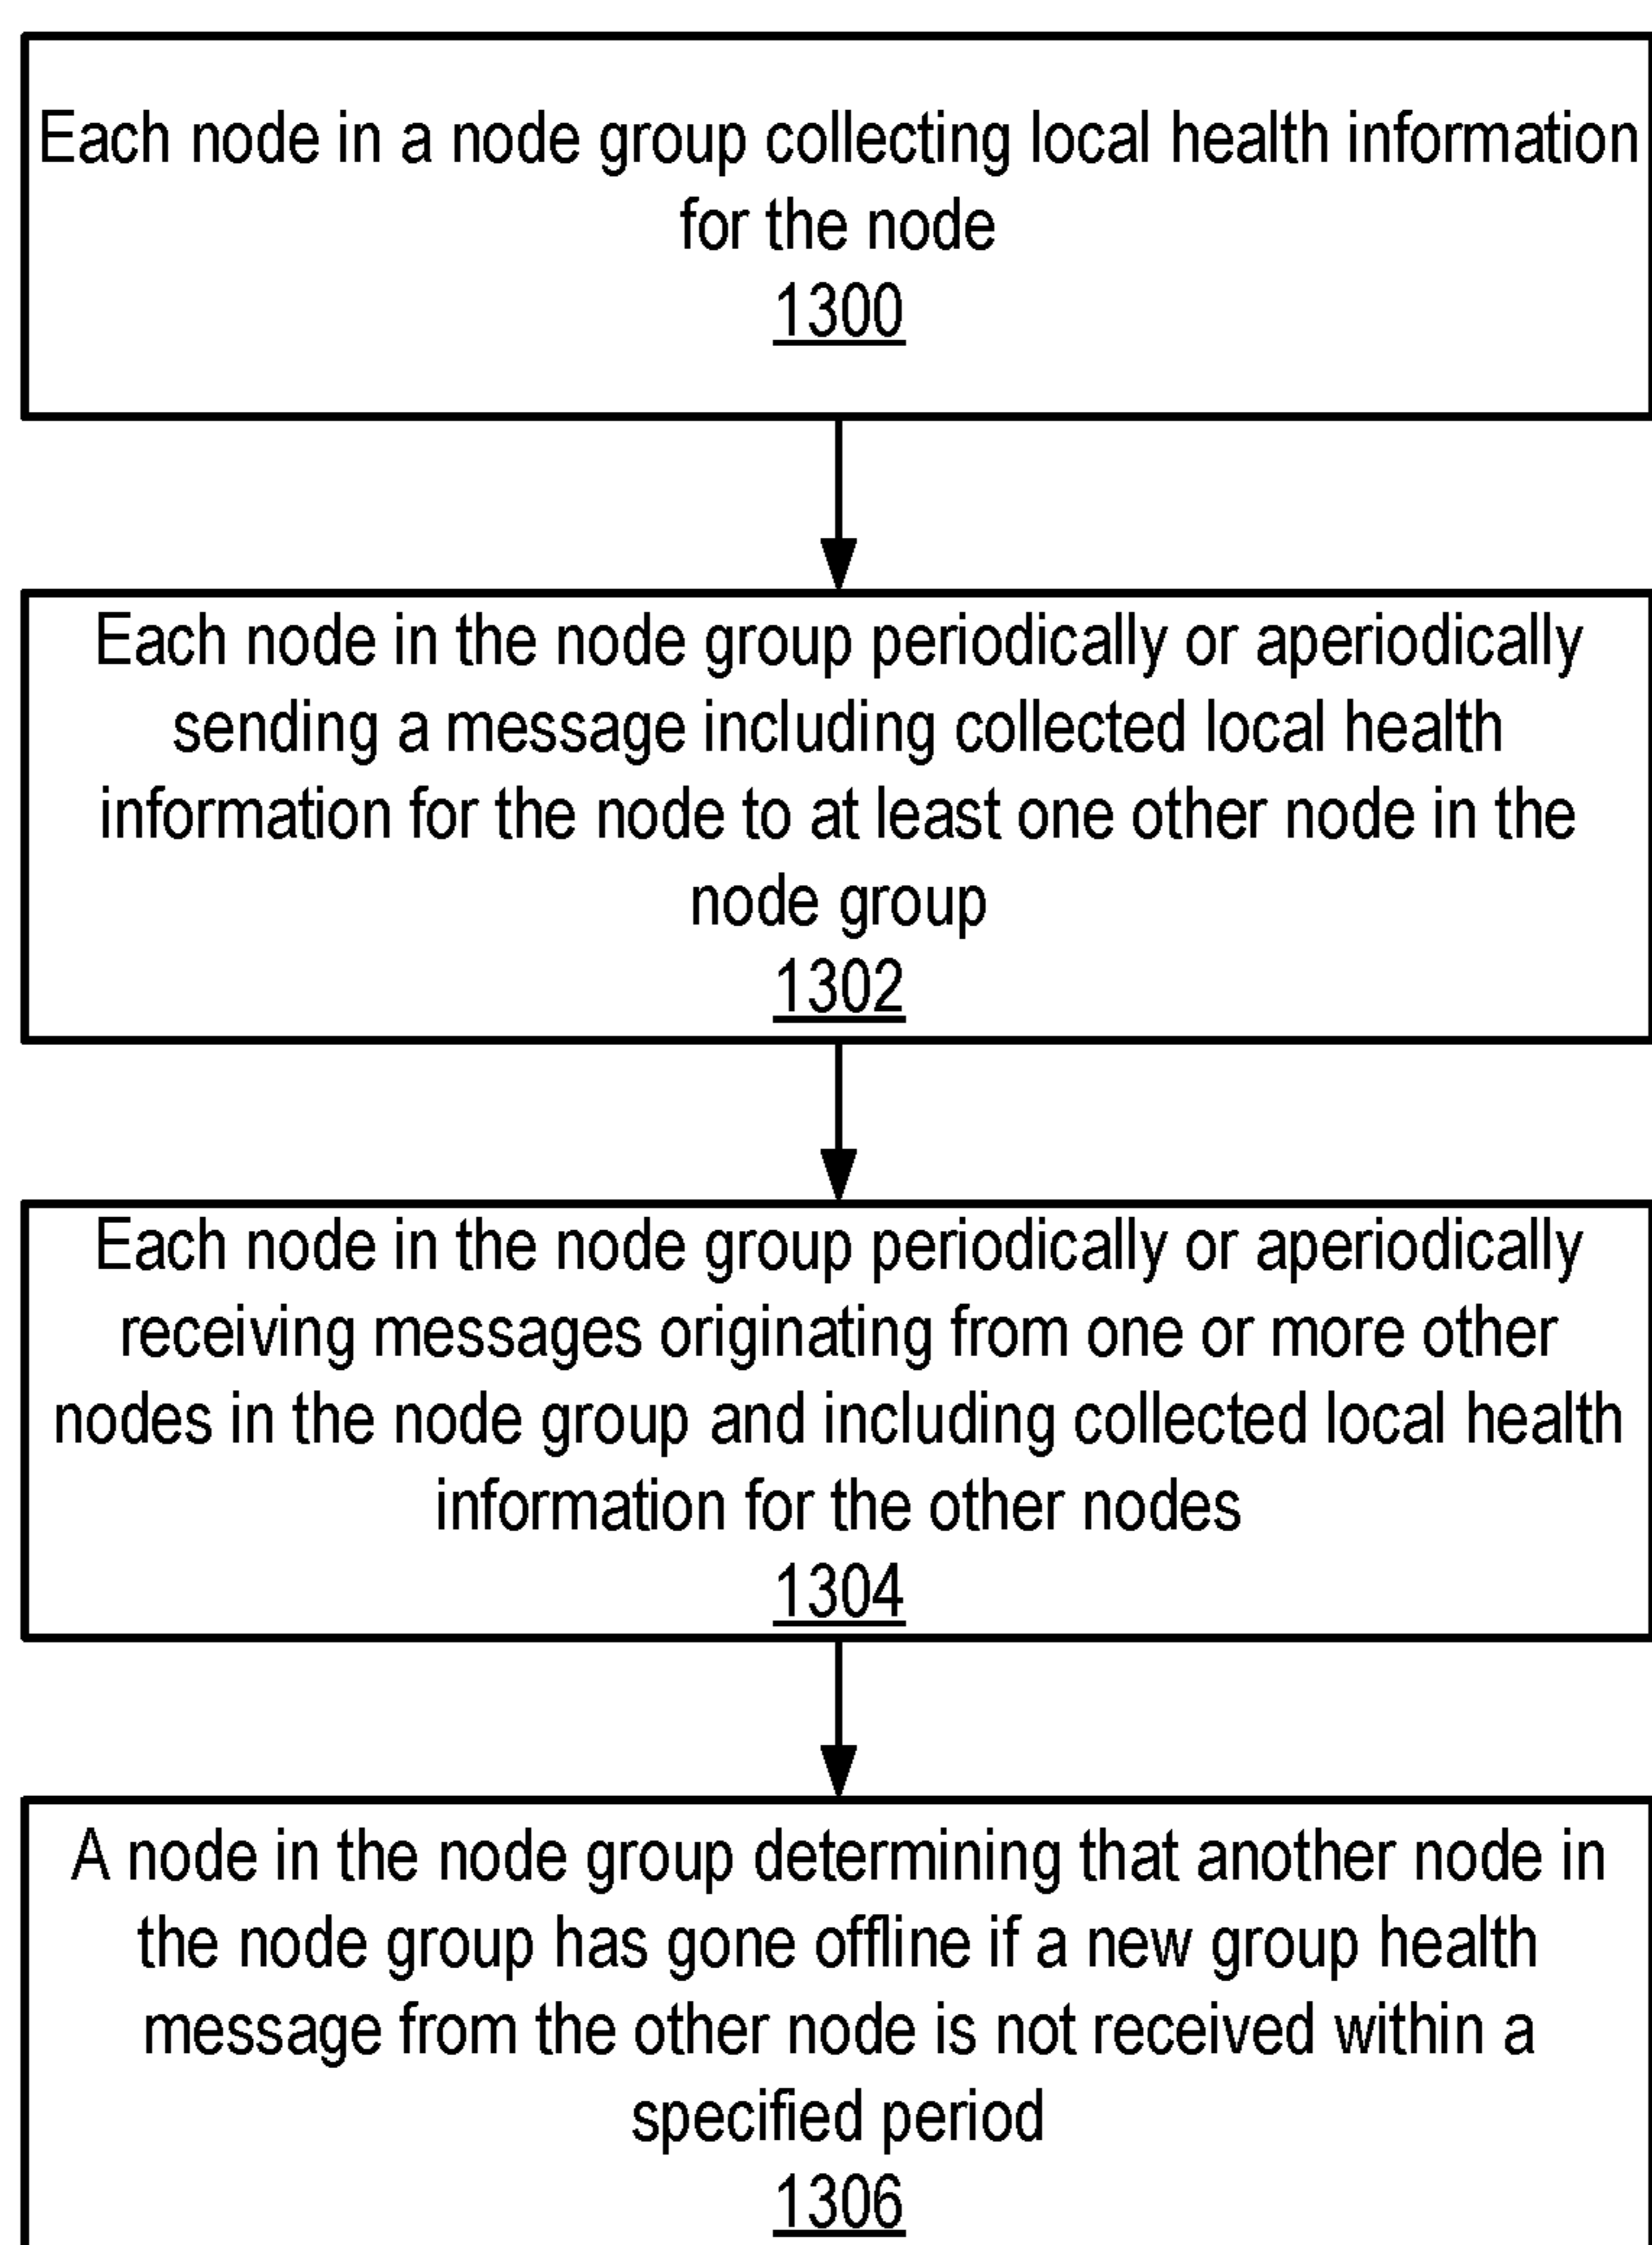 Each node in a node group collecting local health information
for the node
1300
Each node in the node group periodically or aperiodically
sending a message including collected local health
information for the node to at least one other node in the
node group
1302
Each node in the node group periodically or aperiodically
receiving messages originating from one or more other
nodes in the node group and including collected local health
information for the other nodes
1304
A node in the node group determining that another node in
the node group has gone offline if a new group health
message from the other node is not received within a
specified period
1306